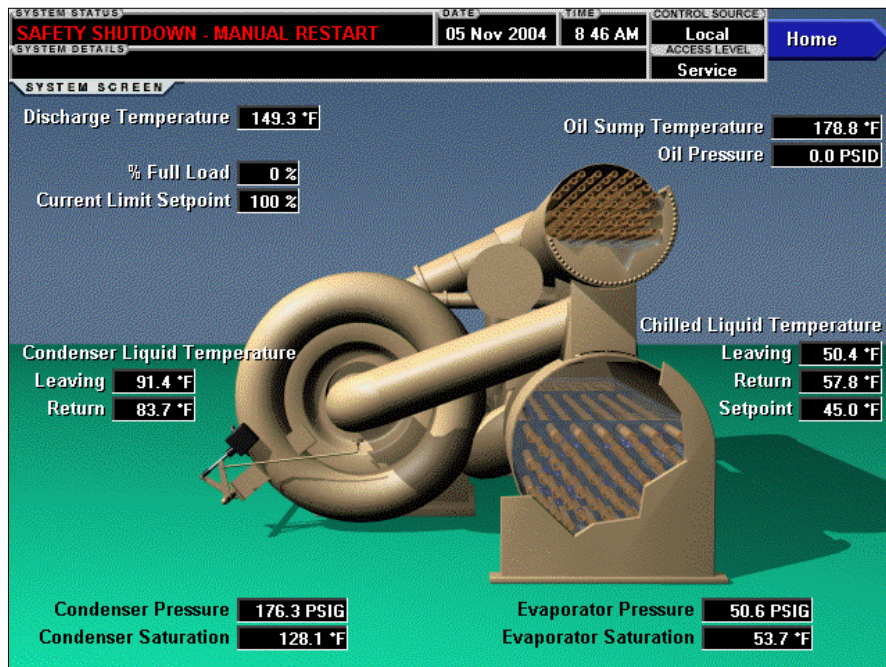 SYSTEM STATUS
SAFETY SHUTDOWN - MANUAL RESTART
DATE
05 Nov 2004
TIME
8 46 AM
CONTROL SOURCE
Local
ACCESS LEVEL
Service
Home
SYSTEM DETAILS
SYSTEM SCREEN
Discharge Temperature 149.3 °F
% Full Load 0 %
Current Limit Setpoint 100 %
Oil Sump Temperature 178.8 °F
Oil Pressure 0.0 PSID
Condenser Liquid Temperature
Leaving 91.4 °F
Return 83.7 °F
Chilled Liquid Temperature
Leaving 50.4 °F
Return 57.8 °F
Setpoint 45.0 °F
Condenser Pressure 176.3 PSIG
Condenser Saturation 128.1 °F
Evaporator Pressure 50.6 PSIG
Evaporator Saturation 53.7 °F